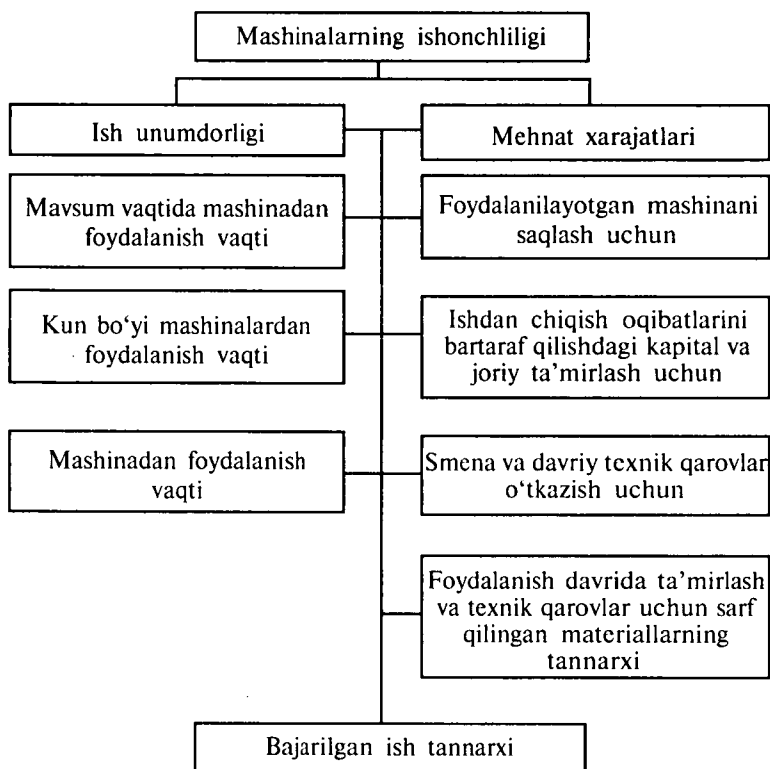 Mashinalarning ishonchliligi
Ish unumdorligi
Mehnat xarajatlari
Mavsum vaqtida mashinadan
foydalanish vaqti
Foydalanilayotgan mashinani
saqlash uchun
Kun bo‘yi mashinalardan
foydalanish vaqti
Ishdan chiqish oqibatlarini
bartaraf qilishdagi kapital va
joriy ta’mirlash uchun
Mashinadan foydalanish
vaqti
Smena va davriy texnik qarovlar
o‘tkazish uchun
Foydalanish davrida ta’mirlash
va texnik qarovlar uchun sarf
qilingan materiallarning
tannarxi
Bajarilgan ish tannarxi